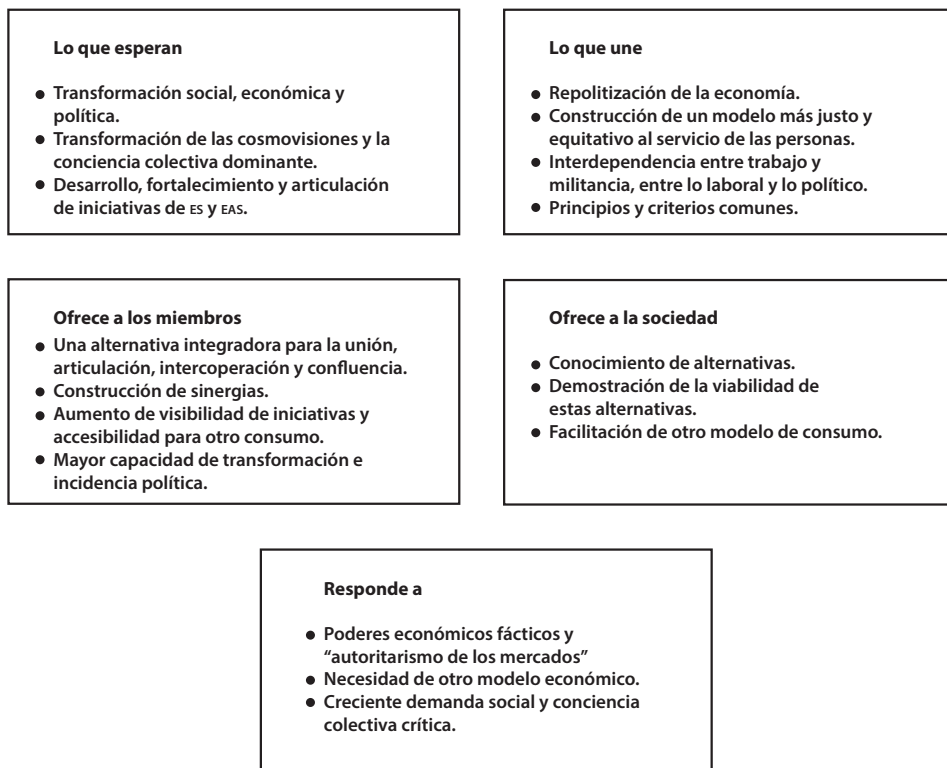 Lo que esperan
● Transformación social, económica y
política.
● Transformación de las cosmovisiones y la
conciencia colectiva dominante.
● Desarrollo, fortalecimiento y articulación
de iniciativas de ES y EAS.
Lo que une
● Repolitización de la economía.
● Construcción de un modelo más justo y
equitativo al servicio de las personas.
● Interdependencia entre trabajo y
militancia, entre lo laboral y lo político.
● Principios y criterios comunes.
Ofrece a los miembros
● Una alternativa integradora para la unión,
articulación, intercoperación y confluencia.
● Construcción de sinergias.
● Aumento de visibilidad de iniciativas y
accesibilidad para otro consumo.
● Mayor capacidad de transformación e
incidencia política.
Ofrece a la sociedad
● Conocimiento de alternativas.
● Demostración de la viabilidad de
estas alternativas.
● Facilitación de otro modelo de consumo.
Responde a
● Poderes económicos fácticos y
“autoritarismo de los mercados”
● Necesidad de otro modelo económico.
● Creciente demanda social y conciencia
colectiva crítica.